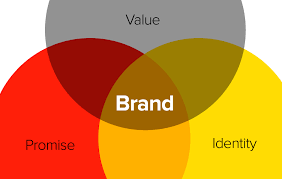 Value
Brand
Promise
Identity